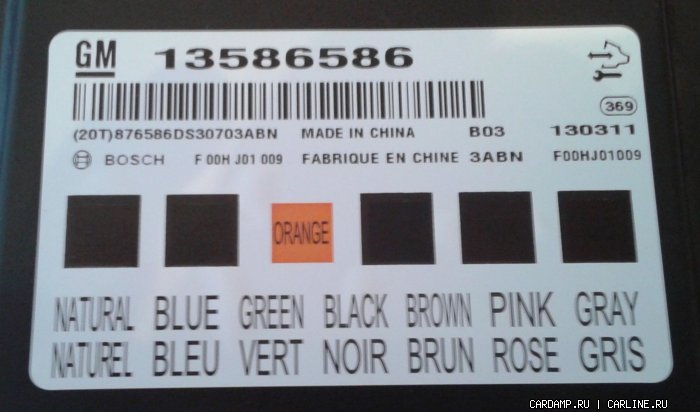 GM 13586586
369
(20T)876586DS30703ABN MADE IN CHINA B03 130311
BOSCH F 00H J01 009 FABRIQUE EN CHINE 3ABN F00HJ01009
ORANGE
NATURAL BLUE GREEN BLACK BROWN PINK GRAY
NATUREL BLEU VERT NOIR BRUN ROSE GRIS
CARDAMP.RU | CARLINE.RU